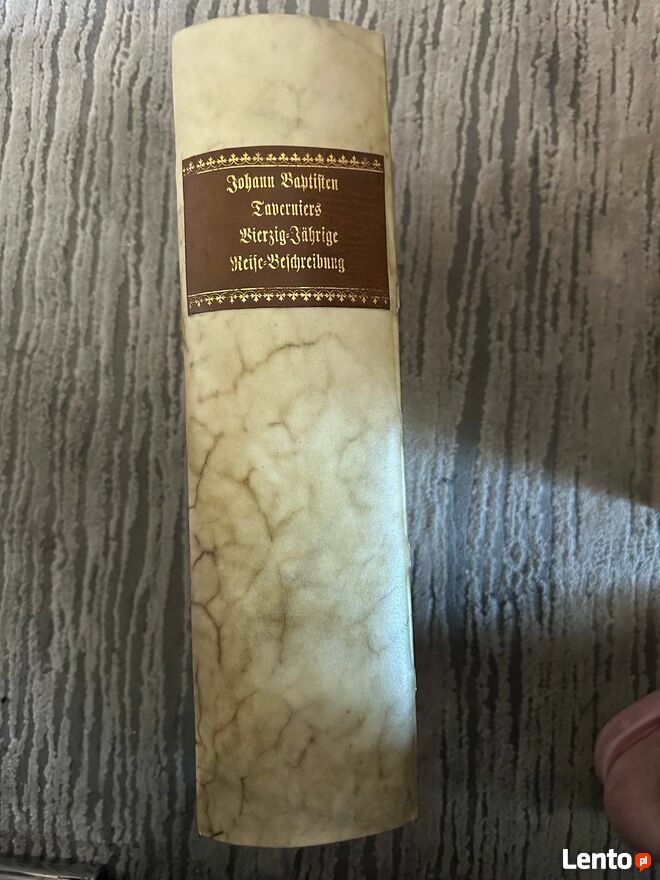 Johann Baptisten
Taverniers
Vierzig-Jährige
Reise-Beschreibung
Lento pl